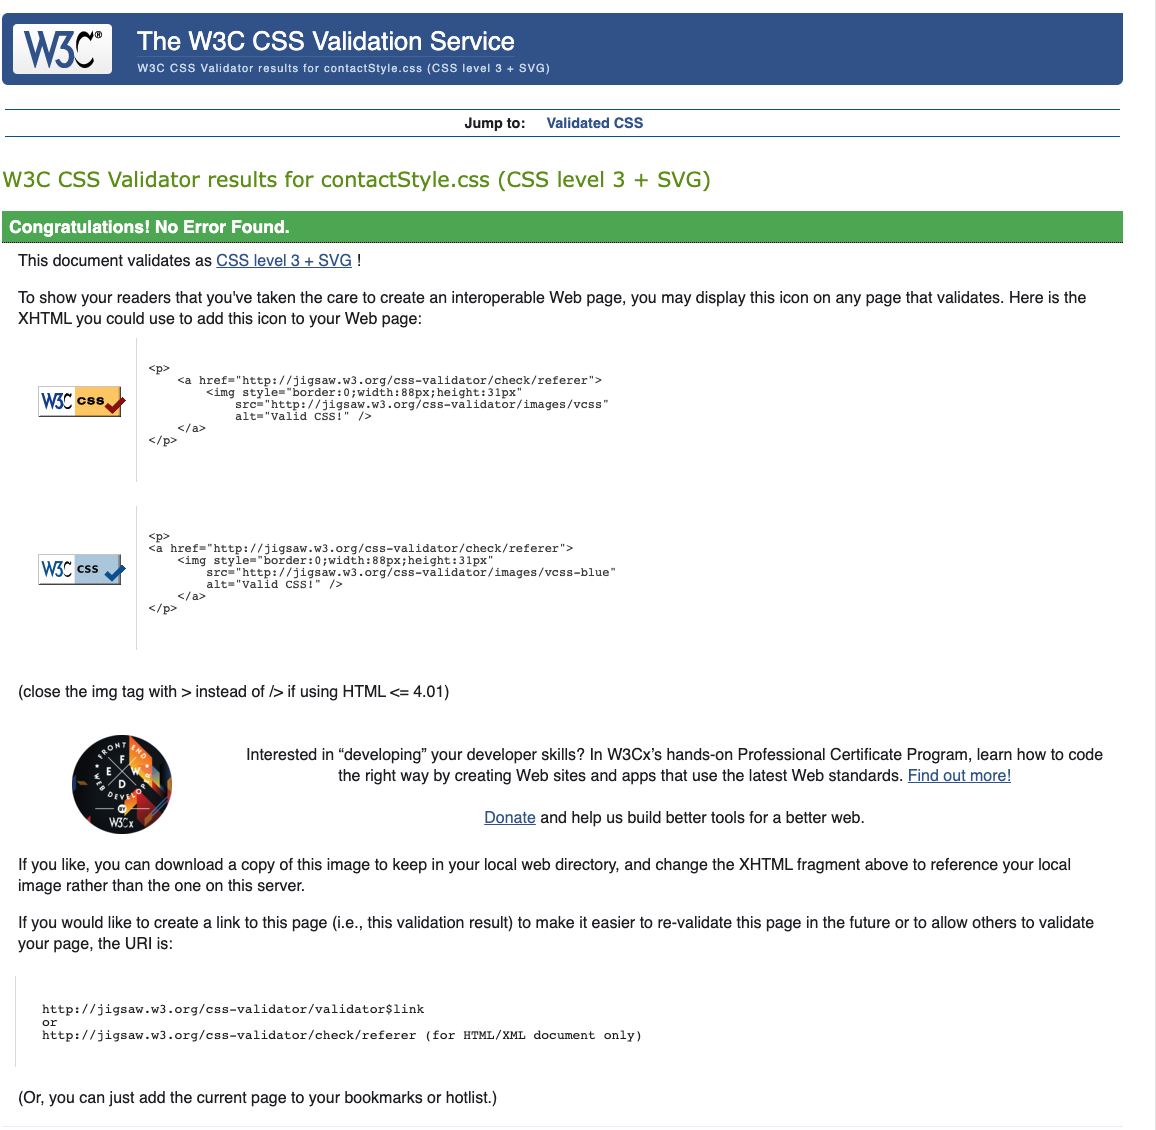 W3C®
The W3C CSS Validation Service
W3C CSS Validator results for contactStyle.css (CSS level 3 + SVG)
Jump to: Validated CSS
W3C CSS Validator results for contactStyle.css (CSS level 3 + SVG)
Congratulations! No Error Found.
This document validates as CSS level 3 + SVG !
To show your readers that you've taken the care to create an interoperable Web page, you may display this icon on any page that validates. Here is the
XHTML you could use to add this icon to your Web page:
W3C css
<p>
<a href="http://jigsaw.w3.org/css-validator/check/referer">
<img style="border:0;width:88px;height:31px"
src="http://jigsaw.w3.org/css-validator/images/vcss"
alt="Valid CSS!" />
</a>
</p>
W3C css
<p>
<a href="http://jigsaw.w3.org/css-validator/check/referer">
<img style="border:0;width:88px;height:31px"
src="http://jigsaw.w3.org/css-validator/images/vcss-blue"
alt="Valid CSS!" />
</a>
</p>
(close the img tag with > instead of /> if using HTML <= 4.01)
FRONT END
F
E W
D
WEB DEVELOPER
BY
W3Cx
Interested in “developing” your developer skills? In W3Cx’s hands-on Professional Certificate Program, learn how to code
the right way by creating Web sites and apps that use the latest Web standards. Find out more!
Donate and help us build better tools for a better web.
If you like, you can download a copy of this image to keep in your local web directory, and change the XHTML fragment above to reference your local
image rather than the one on this server.
If you would like to create a link to this page (i.e., this validation result) to make it easier to re-validate this page in the future or to allow others to validate
your page, the URI is:
http://jigsaw.w3.org/css-validator/validator$link
or
http://jigsaw.w3.org/css-validator/check/referer (for HTML/XML document only)
(Or, you can just add the current page to your bookmarks or hotlist.)